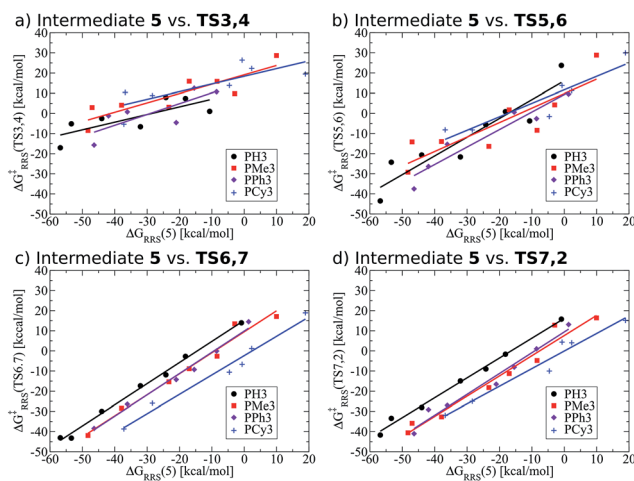 a) Intermediate 5 vs. TS3,4
ΔG‡RRS(TS3,4) [kcal/mol]
40
30
20
10
0
-10
-20
-30
-40
-50
PH3
PMe3
PPh3
PCy3
-60 -50 -40 -30 -20 -10 0 10 20
ΔGRRS(5) [kcal/mol]
b) Intermediate 5 vs. TS5,6
ΔG‡RRS(TS5,6) [kcal/mol]
40
30
20
10
0
-10
-20
-30
-40
-50
PH3
PMe3
PPh3
PCy3
-60 -50 -40 -30 -20 -10 0 10 20
ΔGRRS(5) [kcal/mol]
c) Intermediate 5 vs. TS6,7
ΔG‡RRS(TS6.7) [kccal/mol]
40
30
20
10
0
-10
-20
-30
-40
-50
PH3
PMe3
PPh3
PCy3
-60 -50 -40 -30 -20 -10 0 10 20
ΔGRRS(5) [kcal/mol]
d) Intermediate 5 vs. TS7,2
ΔG‡RRS(TS7,2) [kcal/mol]
40
30
20
10
0
-10
-20
-30
-40
-50
PH3
PMe3
PPh3
PCy3
-60 -50 -40 -30 -20 -10 0 10 20
ΔGRRS(5) [kcal/mol]